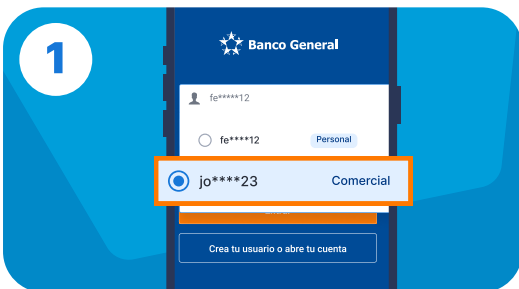 1
Banco General
fe*****12
fe****12 Personal
jo****23 Comercial
Crea tu usuario o abre tu cuenta